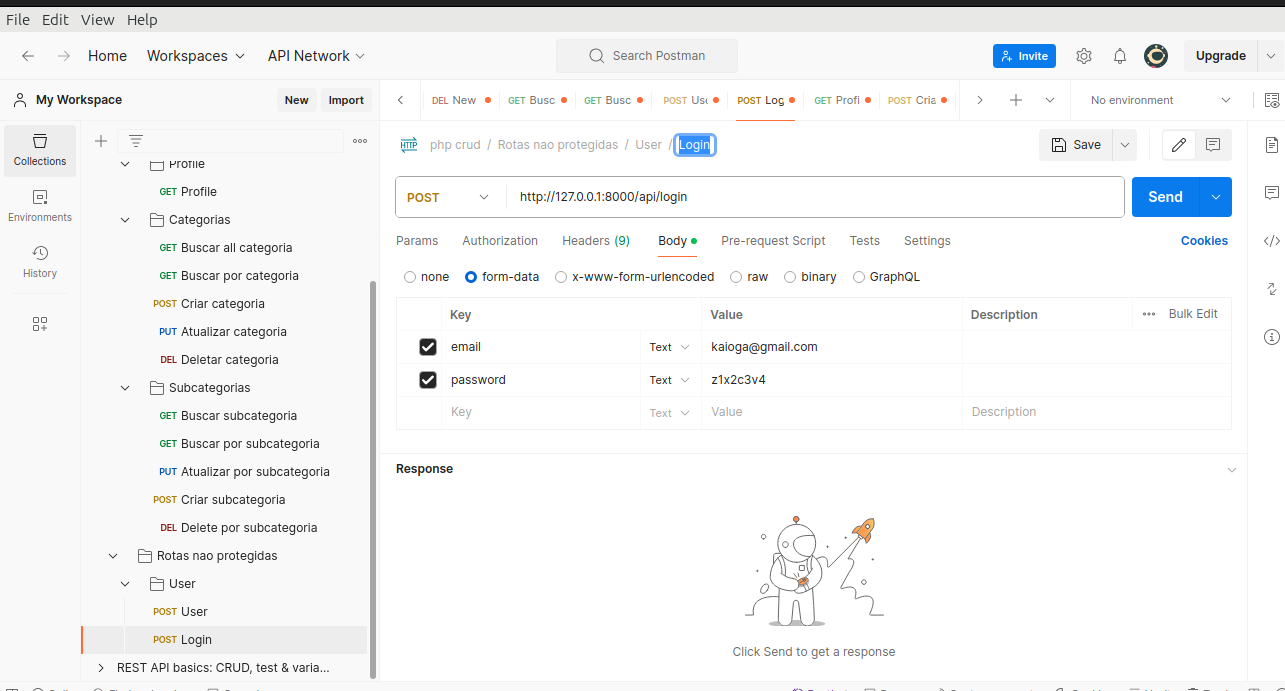 File Edit View Help
Home Workspaces API Network Search Postman Invite Upgrade
My Workspace New Import
DEL New GET Busc GET Busc POST Use POST Log GET Profi POST Cria No environment
Collections
Environments
History
Profile
GET Profile
Categorias
GET Buscar all categoria
GET Buscar por categoria
POST Criar categoria
PUT Atualizar categoria
DEL Deletar categoria
Subcategorias
GET Buscar subcategoria
GET Buscar por subcategoria
PUT Atualizar por subcategoria
POST Criar subcategoria
DEL Delete por subcategoria
Rotas nao protegidas
User
POST User
POST Login
REST API basics: CRUD, test & varia...
HTTP php crud / Rotas nao protegidas / User / Login Save
POST http://127.0.0.1:8000/api/login Send
Params Authorization Headers (9) Body Pre-request Script Tests Settings Cookies
none form-data x-www-form-urlencoded raw binary GraphQL
Key Value Description Bulk Edit
email Text kaioga@gmail.com
password Text z1x2c3v4
Key Text Value Description
Response
Click Send to get a response